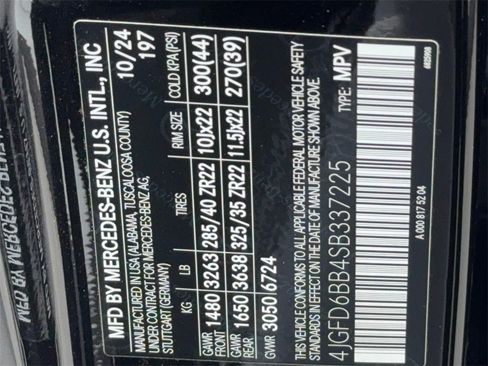 MFD BY MERCEDES-BENZ U.S. INTL., INC
MADE IN US (ALABAMA, TUSCALOOSA COUNTY) 10/24
UNDER CONTRACT FOR MERCEDES-BENZ AG, 197
STUTTGART (GERMANY)
KG LB TIRES RIM SIZE COLD KPA (PSI)
GAWR FR 1480 3263 285/40 ZR22 10Jx22 300(44)
GAWR RR 1650 3638 325/35 ZR22 11.5Jx22 270(39)
GVWR 3050 6724
THIS VEHICLE CONFORMS TO ALL APPLICABLE FEDERAL MOTOR VEHICLE SAFETY
STANDARDS IN EFFECT ON THE DATE OF MANUFACTURE SHOWN ABOVE.
4JGFD6BB4SB337225 TYPE: MPV
A 000 817 52 04